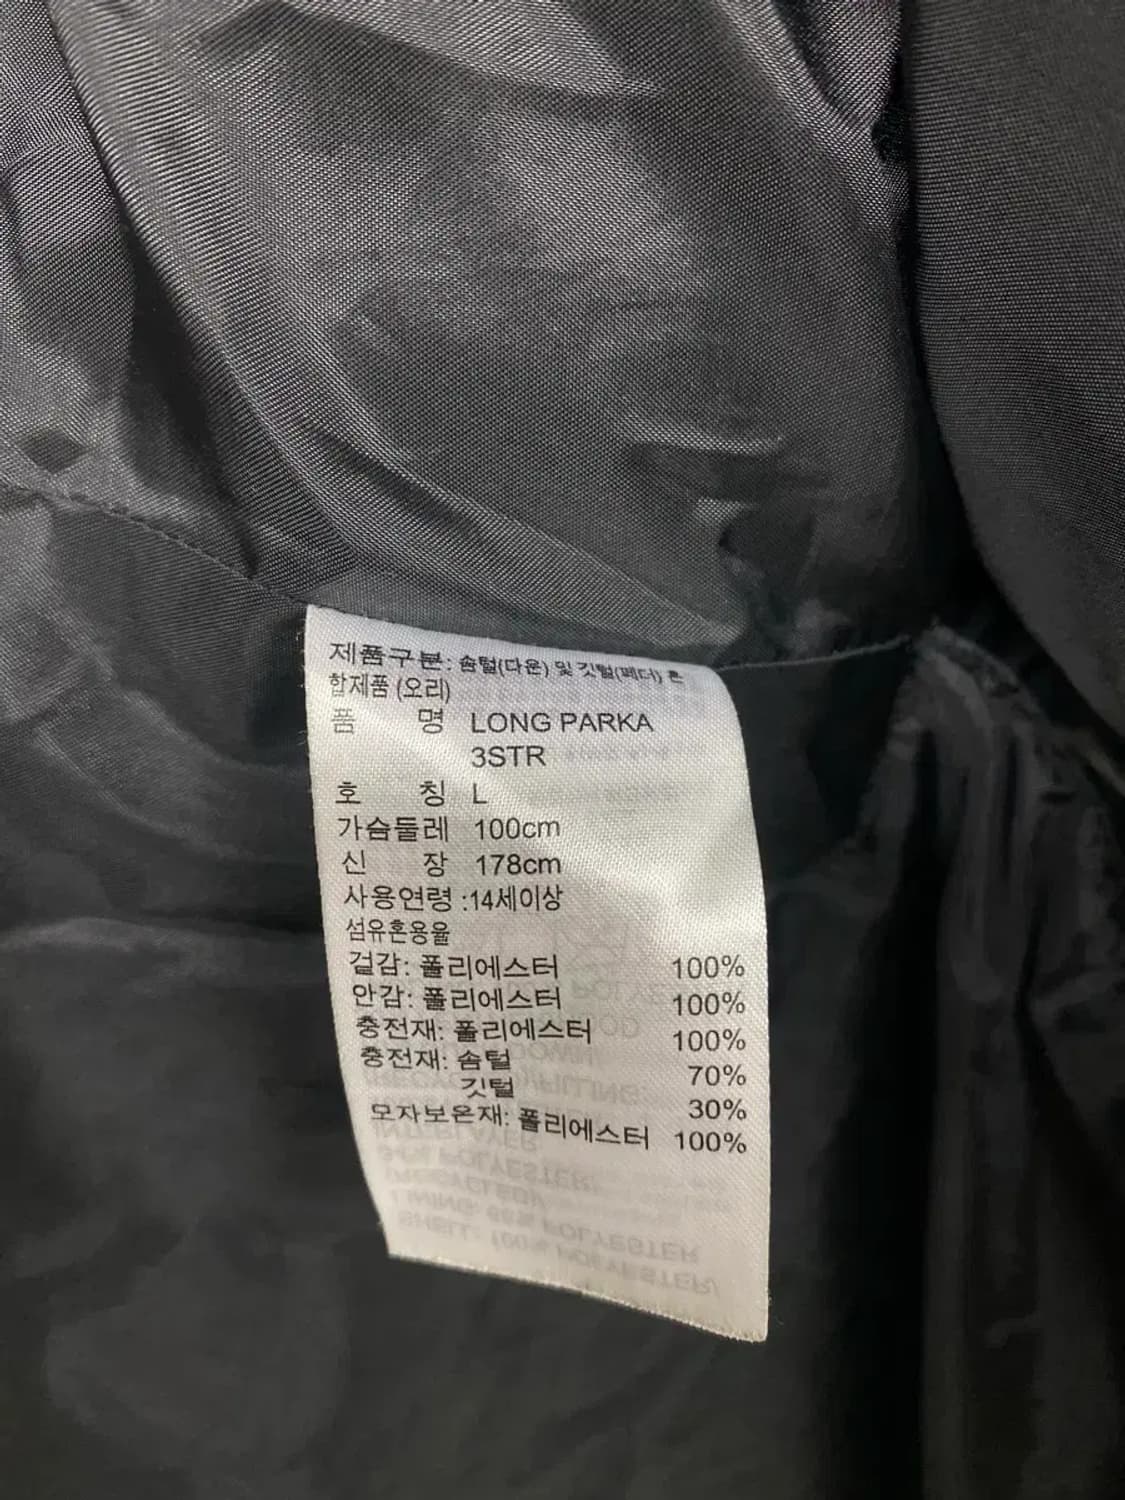 제품구분: 솜털(다운) 및 깃털(페더) 혼
합제품 (오리)
품 명 LONG PARKA
3STR
호 칭 L
가슴둘레 100cm
신 장 178cm
사용연령 :14세이상
섬유혼용율
겉감: 폴리에스터 100%
안감: 폴리에스터 100%
충전재: 폴리에스터 100%
충전재: 솜털 70%
깃털 30%
모자보온재: 폴리에스터 100%